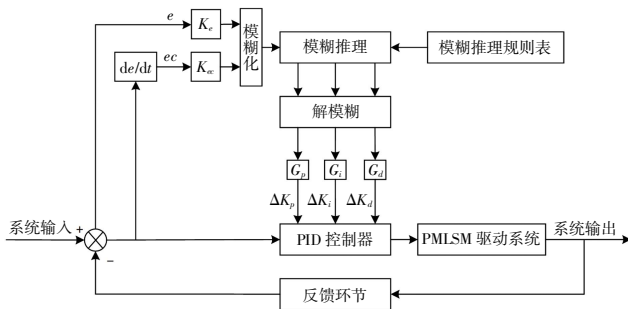 e
K_e
模糊化
模糊推理
模糊推理规则表
de/dt
ec
K_ec
解模糊
G_p
G_i
G_d
ΔK_p
ΔK_i
ΔK_d
系统输入
+
−
PID 控制器
PMLSM 驱动系统
系统输出
反馈环节